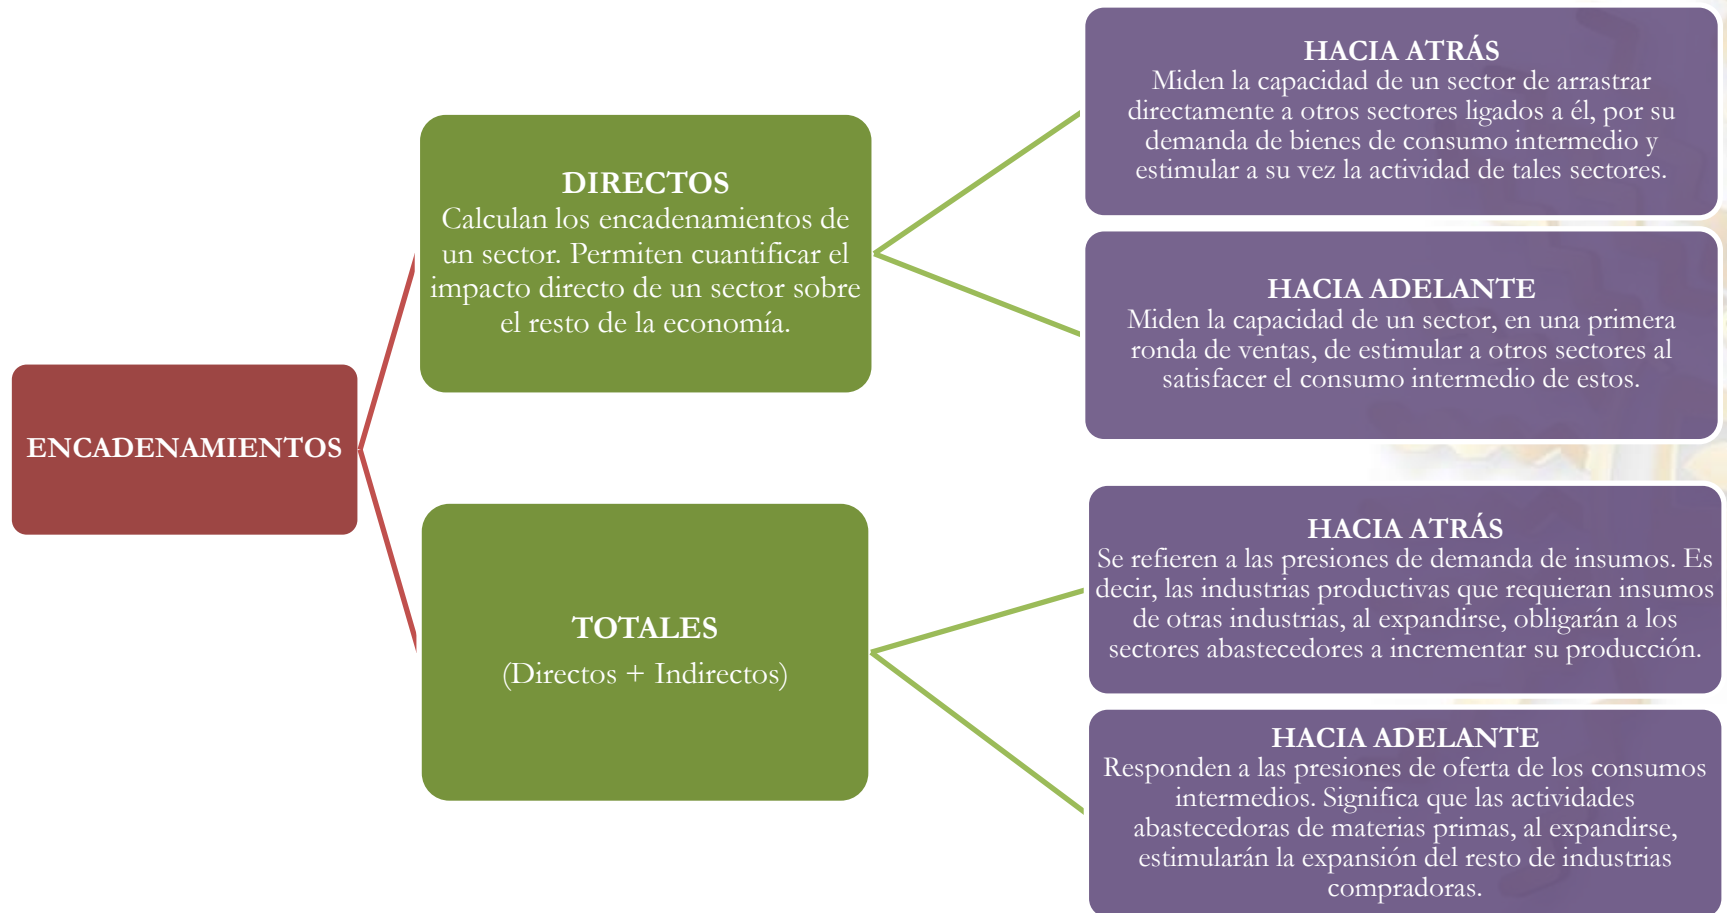 ENCADENAMIENTOS
DIRECTOS
Calculan los encadenamientos de
un sector. Permiten cuantificar el
impacto directo de un sector sobre
el resto de la economía.
HACIA ATRÁS
Miden la capacidad de un sector de arrastrar
directamente a otros sectores ligados a él, por su
demanda de bienes de consumo intermedio y
estimular a su vez la actividad de tales sectores.
HACIA ADELANTE
Miden la capacidad de un sector, en una primera
ronda de ventas, de estimular a otros sectores al
satisfacer el consumo intermedio de estos.
TOTALES
(Directos + Indirectos)
HACIA ATRÁS
Se refieren a las presiones de demanda de insumos. Es
decir, las industrias productivas que requieran insumos
de otras industrias, al expandirse, obligarán a los
sectores abastecedores a incrementar su producción.
HACIA ADELANTE
Responden a las presiones de oferta de los consumos
intermedios. Significa que las actividades
abastecedoras de materias primas, al expandirse,
estimularán la expansión del resto de industrias
compradoras.